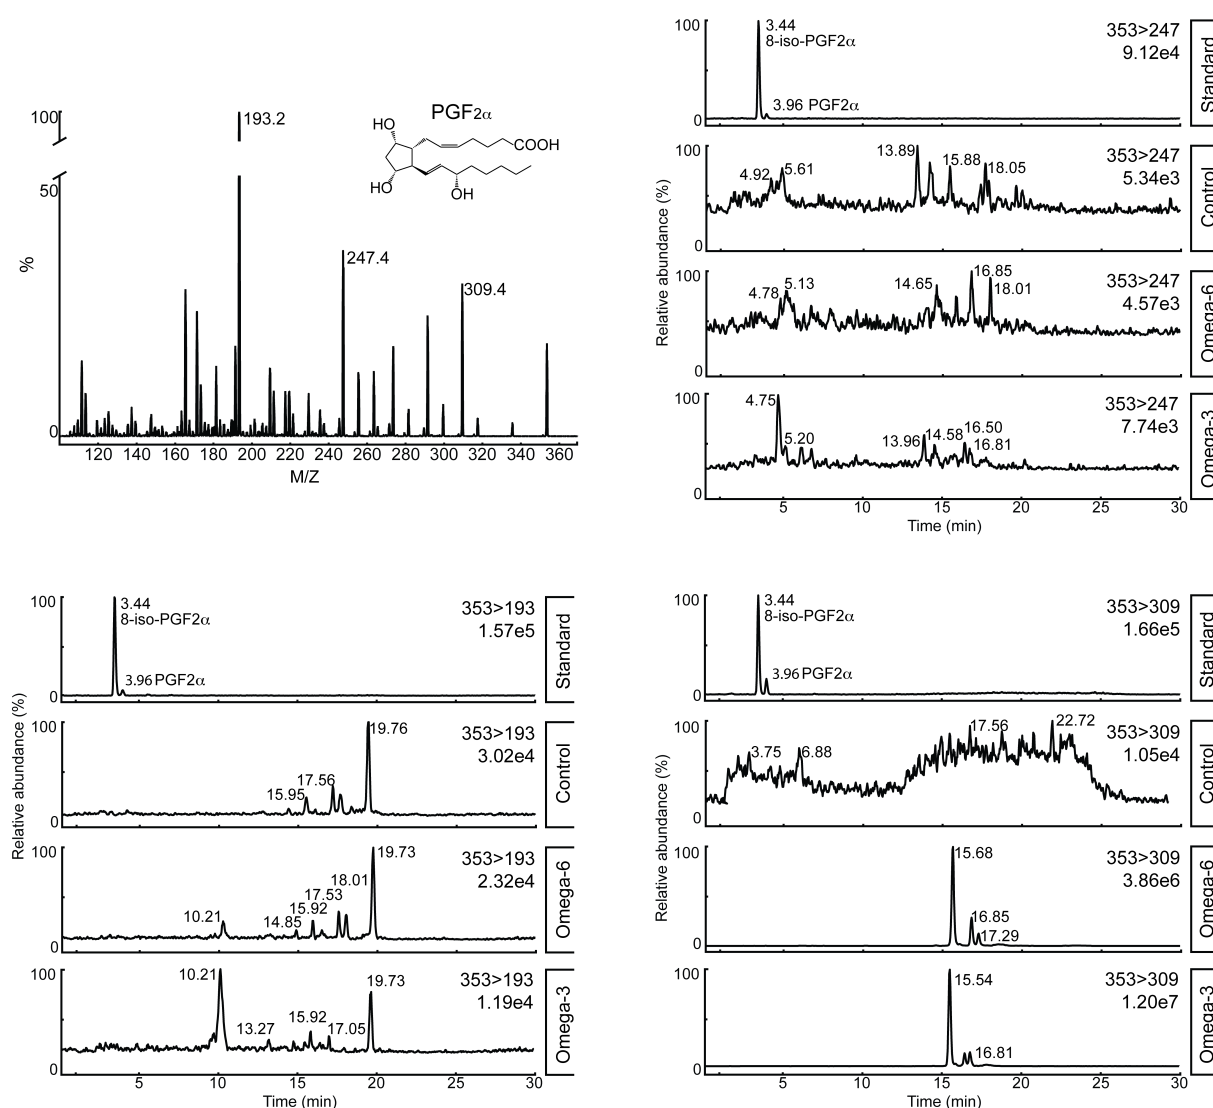 PGF2α
HO
COOH
HO
OH
100
193.2
50
247.4
309.4
%
0
120 140 160 180 200 220 240 260 280 300 320 340 360
M/Z
100
3.44
8-iso-PGF2α
3.96 PGF2α
0
353>247
9.12e4
Standard
100
4.92
5.61
13.89
15.88
18.05
0
353>247
5.34e3
Control
100
4.78
5.13
14.65
16.85
18.01
0
353>247
4.57e3
Omega-6
100
4.75
5.20
13.96
14.58
16.50
16.81
0
353>247
7.74e3
Omega-3
Relative abundance (%)
5 10 15 20 25 30
Time (min)
100
3.44
8-iso-PGF2α
3.96 PGF2α
0
353>193
1.57e5
Standard
100
15.95
17.56
19.76
0
353>193
3.02e4
Control
100
10.21
14.85
15.92
17.53
18.01
19.73
0
353>193
2.32e4
Omega-6
100
10.21
13.27
15.92
17.05
19.73
0
353>193
1.19e4
Omega-3
Relative abundance (%)
5 10 15 20 25 30
Time (min)
100
3.44
8-iso-PGF2α
3.96 PGF2α
0
353>309
1.66e5
Standard
100
3.75
6.88
17.56
22.72
0
353>309
1.05e4
Control
100
15.68
16.85
17.29
0
353>309
3.86e6
Omega-6
100
15.54
16.81
0
353>309
1.20e7
Omega-3
Relative abundance (%)
5 10 15 20 25 30
Time (min)